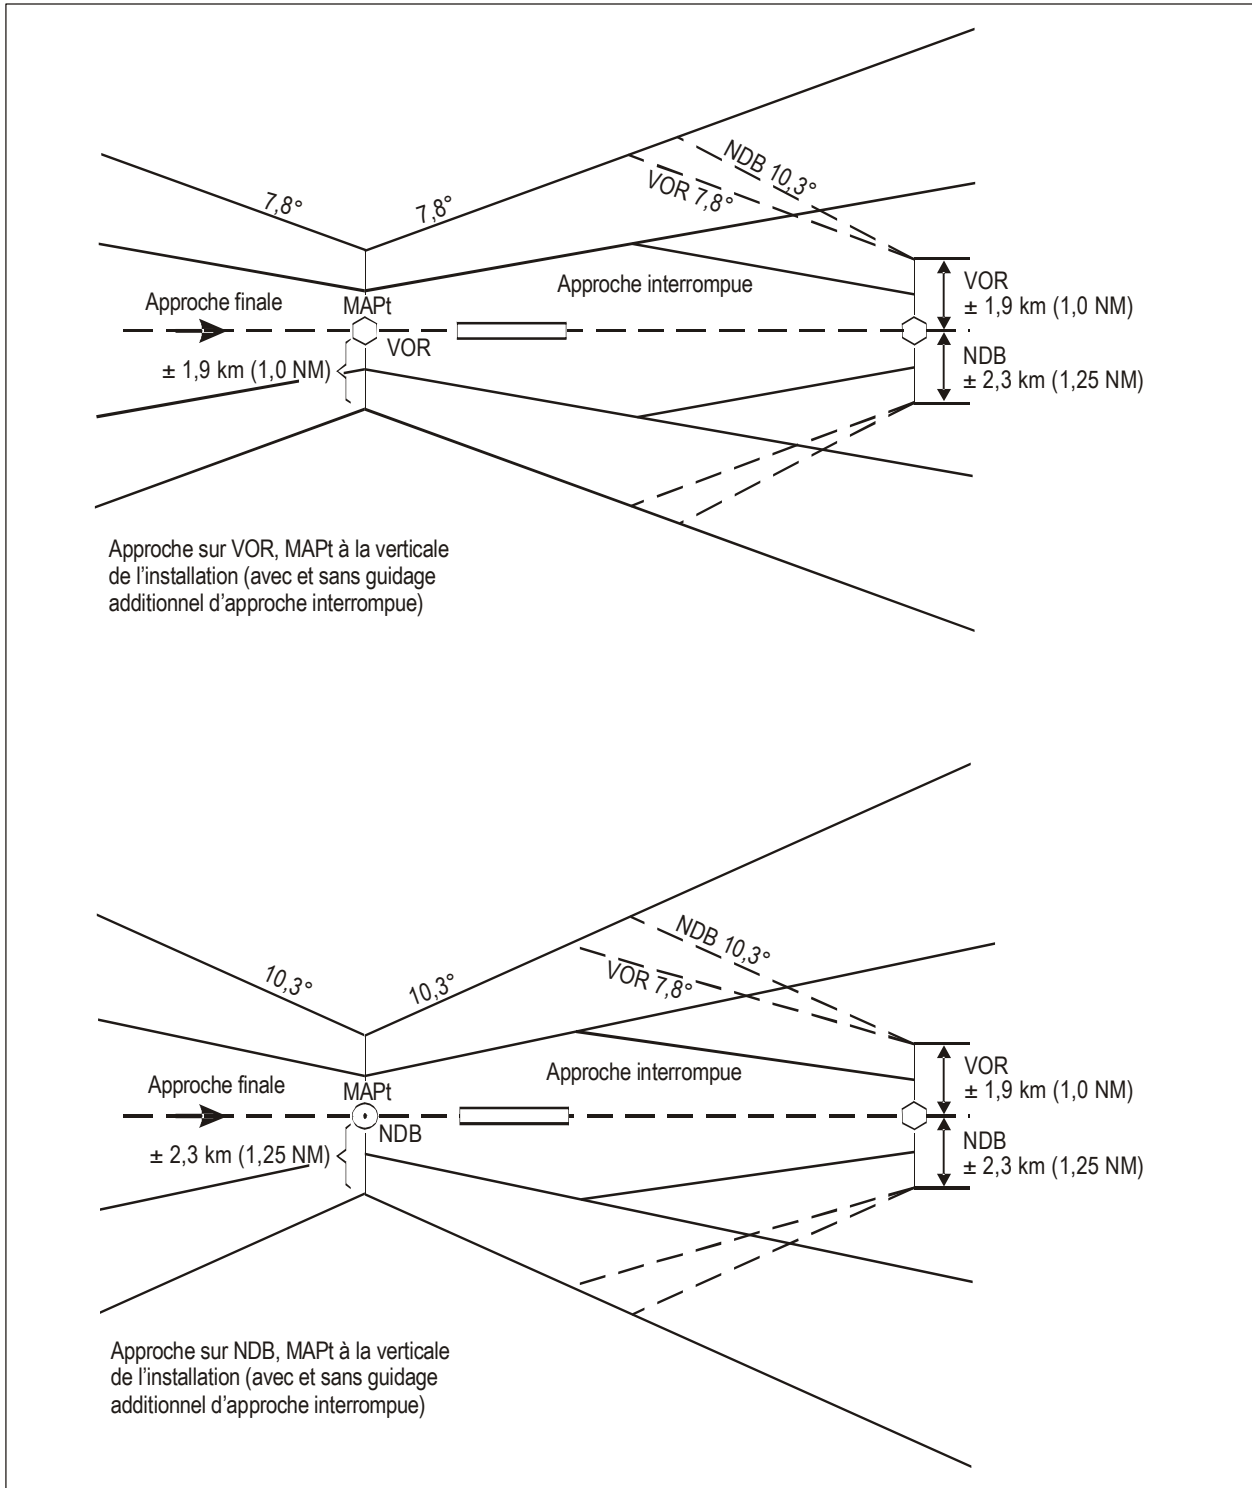 7,8°
7,8°
NDB 10,3°
VOR 7,8°
Approche finale
MAPt
Approche interrompue
VOR
± 1,9 km (1,0 NM)
VOR
± 1,9 km (1,0 NM)
NDB
± 2,3 km (1,25 NM)
Approche sur VOR, MAPt à la verticale
de l’installation (avec et sans guidage
additionnel d’approche interrompue)
10,3°
10,3°
NDB 10,3°
VOR 7,8°
Approche finale
MAPt
Approche interrompue
VOR
± 1,9 km (1,0 NM)
NDB
± 2,3 km (1,25 NM)
NDB
± 2,3 km (1,25 NM)
Approche sur NDB, MAPt à la verticale
de l’installation (avec et sans guidage
additionnel d’approche interrompue)